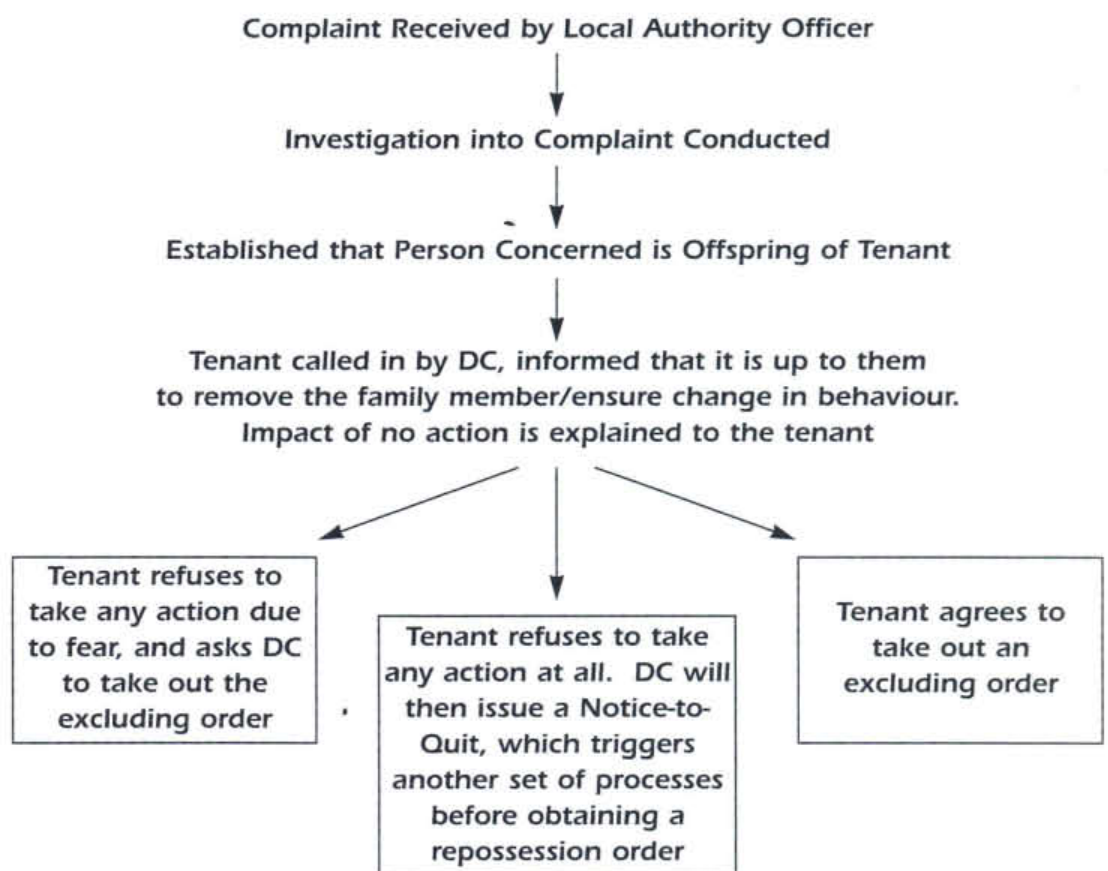 Complaint Received by Local Authority Officer
Investigation into Complaint Conducted
Established that Person Concerned is Offspring of Tenant
Tenant called in by DC, informed that it is up to them
to remove the family member/ensure change in behaviour.
Impact of no action is explained to the tenant
Tenant refuses to
take any action due
to fear, and asks DC
to take out the
excluding order
Tenant refuses to take
any action at all. DC will
then issue a Notice-to-
Quit, which triggers
another set of processes
before obtaining a
repossession order
Tenant agrees to
take out an
excluding order